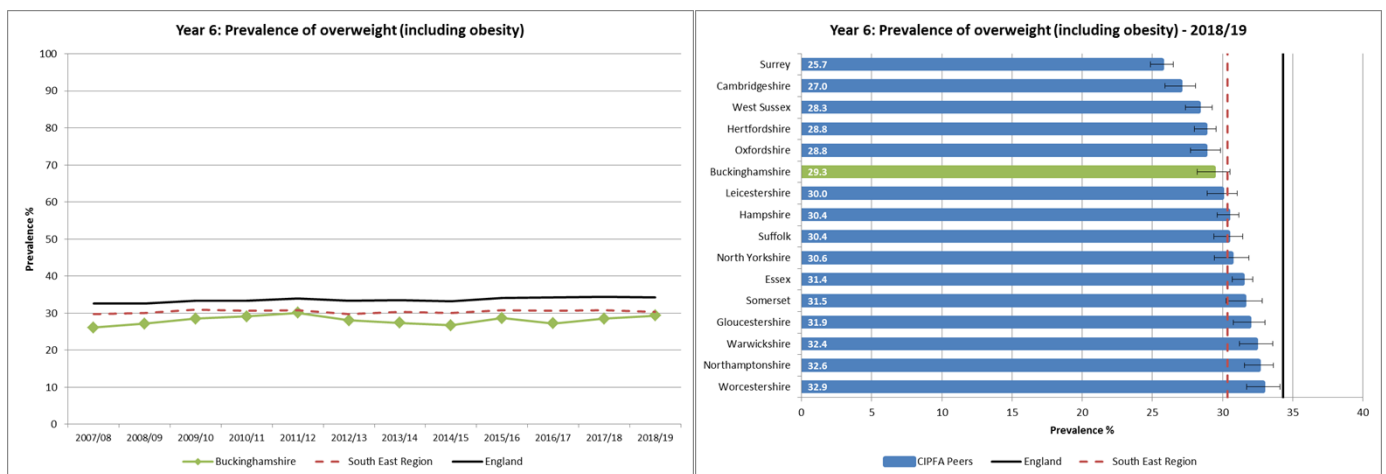 Year 6: Prevalence of overweight (including obesity)
Prevalence %
100
90
80
70
60
50
40
30
20
10
0
2007/08 2008/09 2009/10 2010/11 2011/12 2012/13 2013/14 2014/15 2015/16 2016/17 2017/18 2018/19
Buckinghamshire South East Region England
Year 6: Prevalence of overweight (including obesity) - 2018/19
Surrey 25.7
Cambridgeshire 27.0
West Sussex 28.3
Hertfordshire 28.8
Oxfordshire 28.8
Buckinghamshire 29.3
Leicestershire 30.0
Hampshire 30.4
Suffolk 30.4
North Yorkshire 30.6
Essex 31.4
Somerset 31.5
Gloucestershire 31.9
Warwickshire 32.4
Northamptonshire 32.6
Worcestershire 32.9
0 5 10 15 20 25 30 35 40
Prevalence %
CIPFA Peers England South East Region